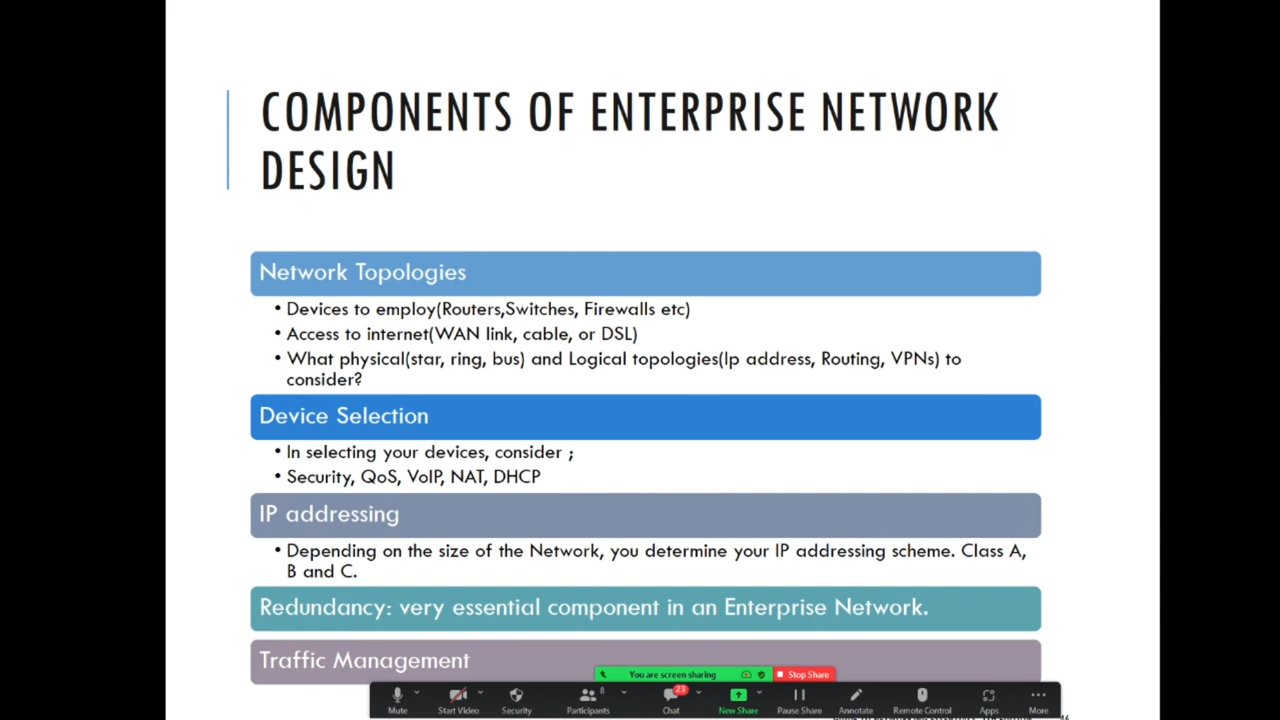 COMPONENTS OF ENTERPRISE NETWORK
DESIGN
Network Topologies
• Devices to employ(Routers,Switches, Firewalls etc)
• Access to internet(WAN link, cable, or DSL)
• What physical(star, ring, bus) and Logical topologies(Ip address, Routing, VPNs) to
consider?
Device Selection
• In selecting your devices, consider ;
• Security, QoS, VoIP, NAT, DHCP
IP addressing
• Depending on the size of the Network, you determine your IP addressing scheme. Class A,
B and C.
Redundancy: very essential component in an Enterprise Network.
Traffic Management
You are screen sharing Stop Share
8 23
Mute Start Video Security Participants Chat New Share Pause Share Annotate Remote Control Apps More